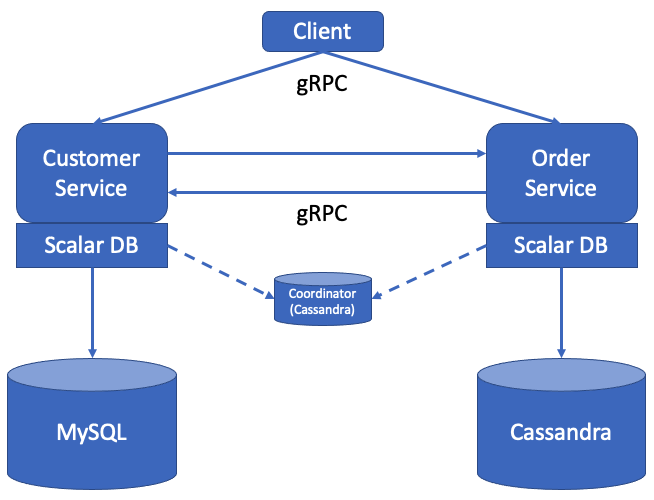 Client
gRPC
Customer
Service
Order
Service
gRPC
Scalar DB
Scalar DB
Coordinator
(Cassandra)
MySQL
Cassandra